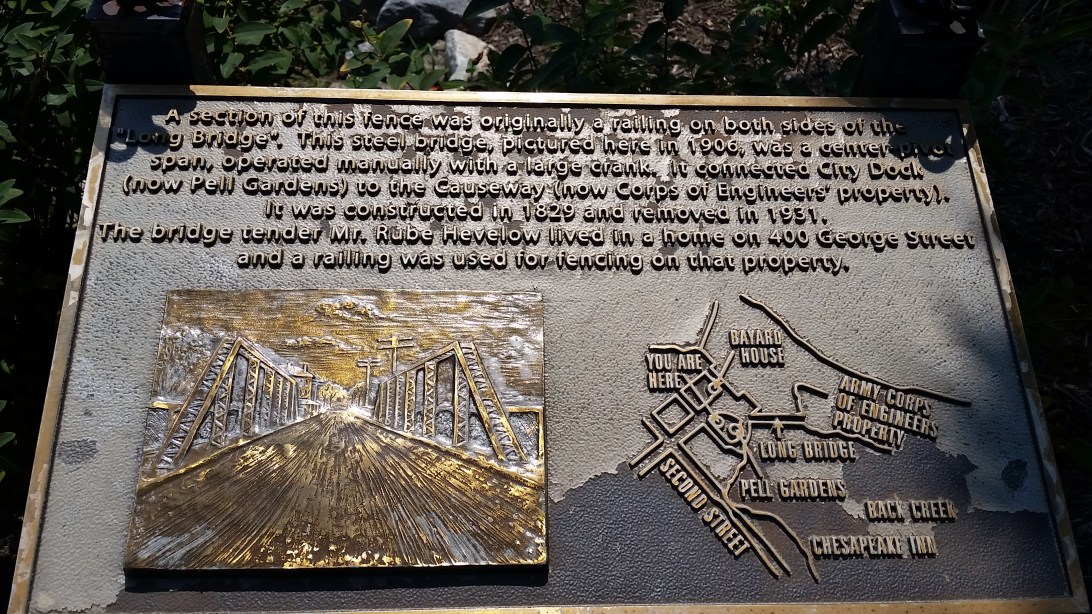 A section of this fence was originally a railing on both sides of the
"Long Bridge". This steel bridge, pictured here in 1906, was a center-pivot
span, operated manually with a large crank. It connected City Dock
(now Pell Gardens) to the Causeway (now Corps of Engineers' property).
It was constructed in 1829 and removed in 1931.
The bridge tender Mr. Rube Hevelow lived in a home on 400 George Street
and a railing was used for fencing on that property.
BAYARD
HOUSE
YOU ARE
HERE
ARMY CORPS
OF ENGINEERS
PROPERTY
LONG BRIDGE
SECOND STREET
PELL GARDENS
BACK CREEK
CHESAPEAKE INN